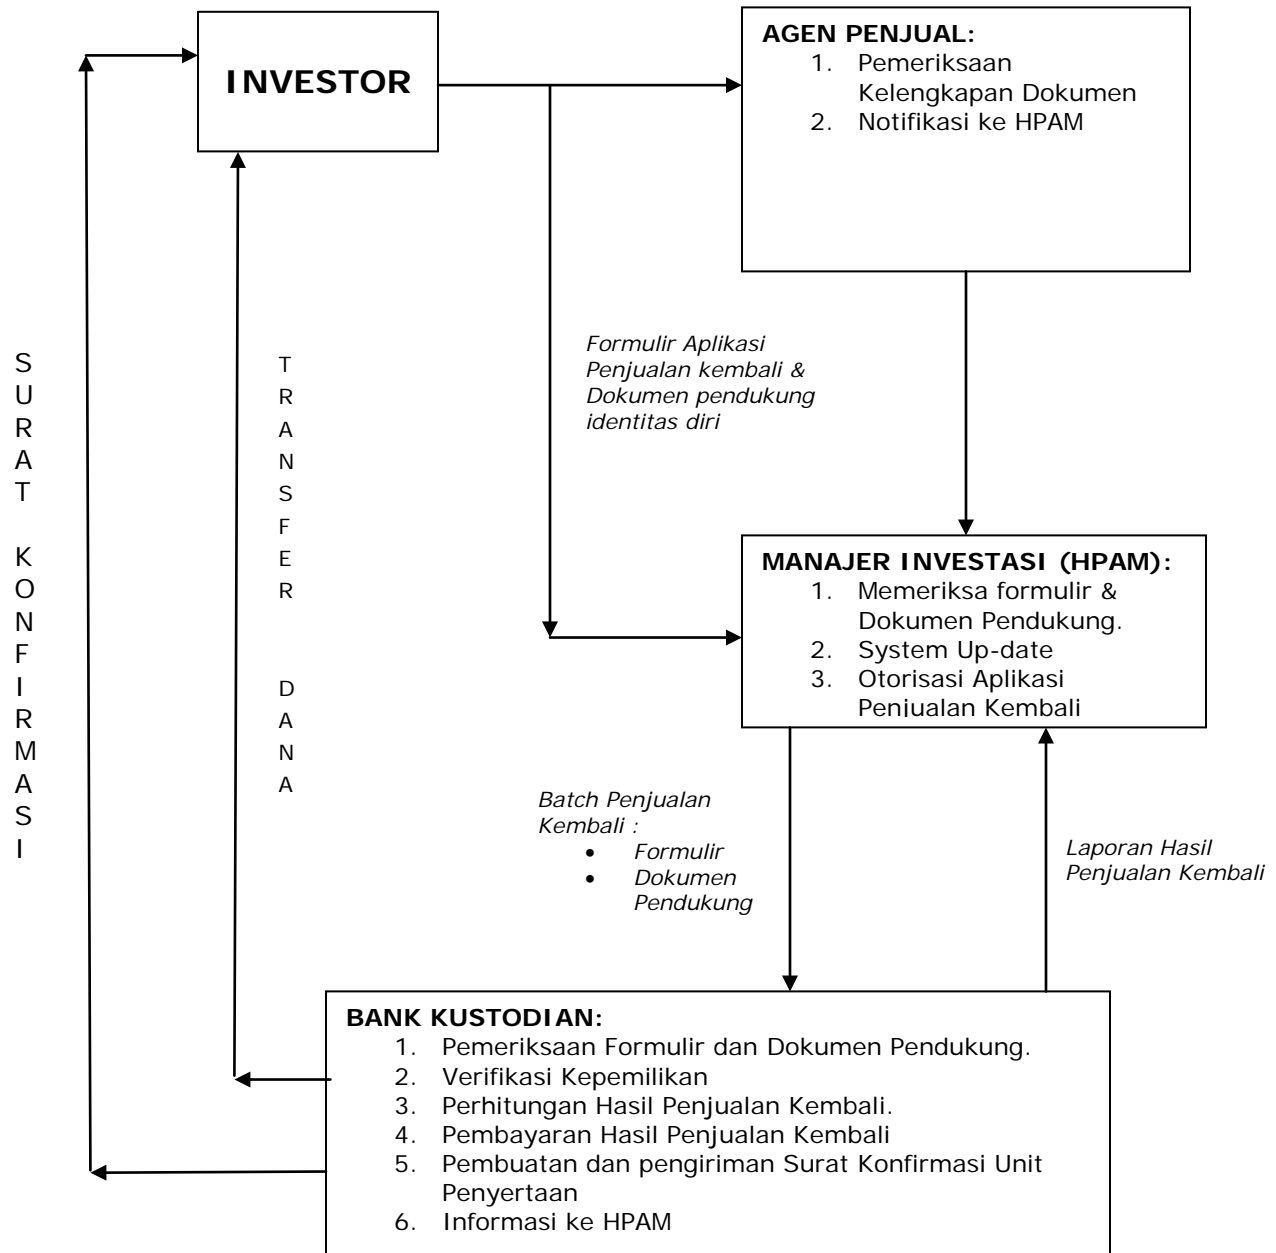 INVESTOR
AGEN PENJUAL:
1. Pemeriksaan
Kelengkapan Dokumen
2. Notifikasi ke HPAM
Formulir Aplikasi
Penjualan kembali &
Dokumen pendukung
identitas diri
SURAT KONFIRMASI
TRANSFER DANA
MANAJER INVESTASI (HPAM):
1. Memeriksa formulir &
Dokumen Pendukung.
2. System Up-date
3. Otorisasi Aplikasi
Penjualan Kembali
Batch Penjualan
Kembali :
• Formulir
• Dokumen
Pendukung
Laporan Hasil
Penjualan Kembali
BANK KUSTODIAN:
1. Pemeriksaan Formulir dan Dokumen Pendukung.
2. Verifikasi Kepemilikan
3. Perhitungan Hasil Penjualan Kembali.
4. Pembayaran Hasil Penjualan Kembali
5. Pembuatan dan pengiriman Surat Konfirmasi Unit
Penyertaan
6. Informasi ke HPAM